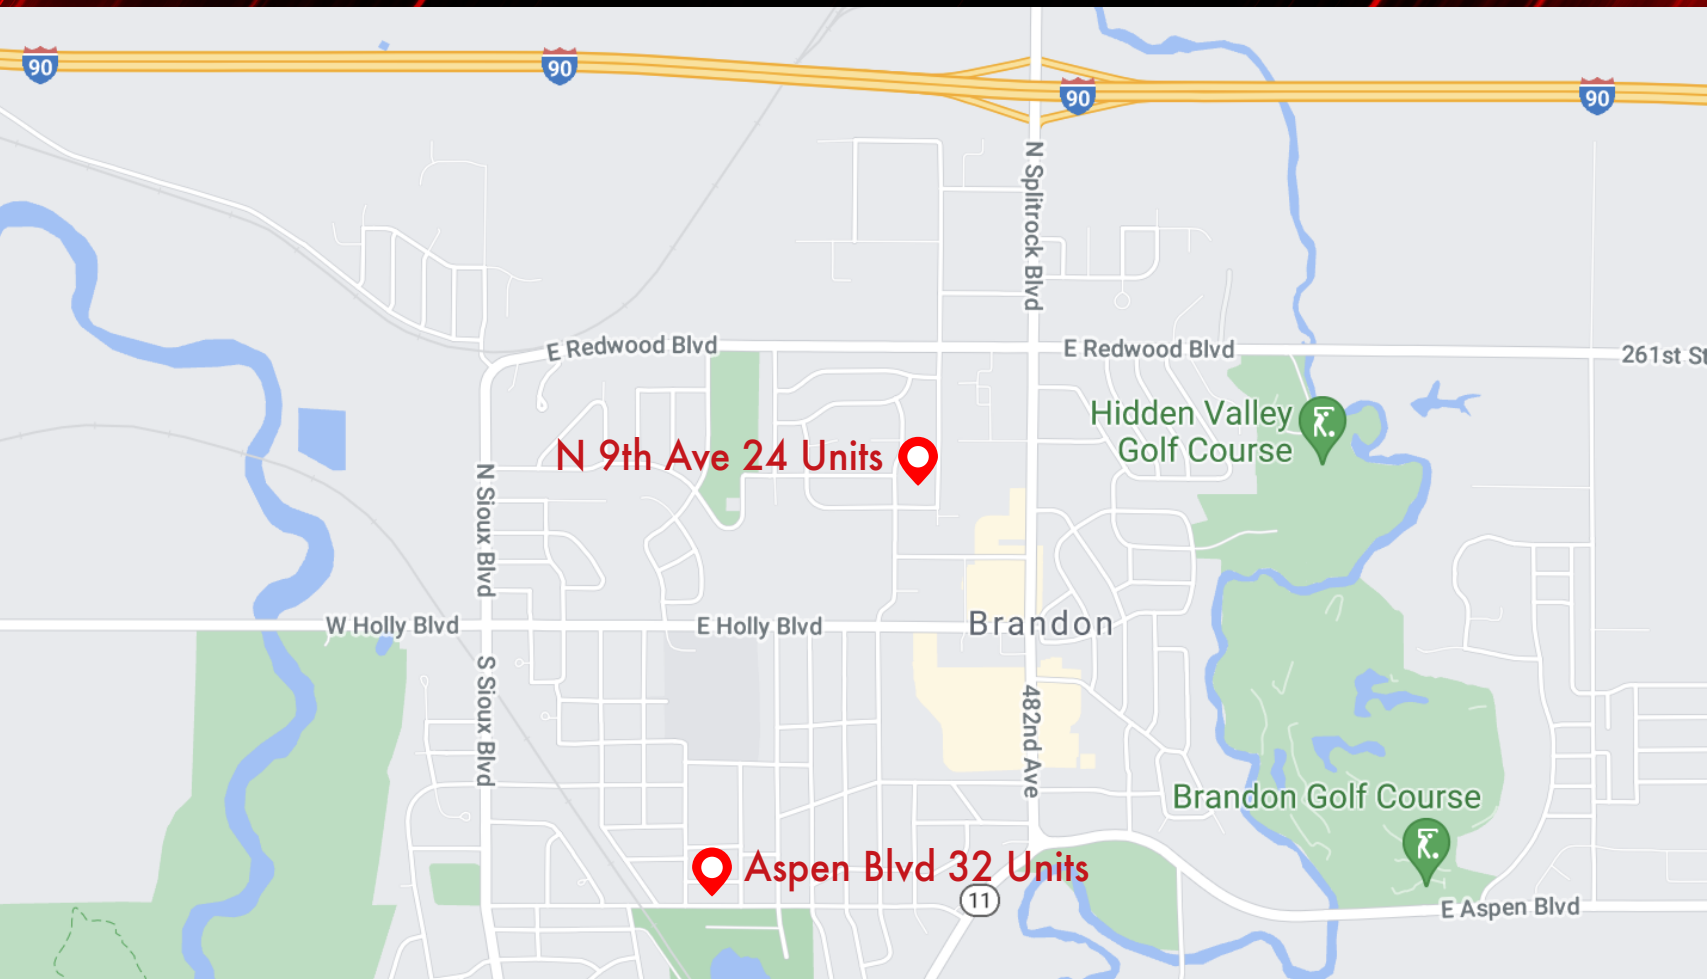 90
90
90
90
N Splitrock Blvd
E Redwood Blvd
E Redwood Blvd
261st St
Hidden Valley
Golf Course
N 9th Ave 24 Units
N Sioux Blvd
W Holly Blvd
E Holly Blvd
Brandon
S Sioux Blvd
482nd Ave
Brandon Golf Course
Aspen Blvd 32 Units
11
E Aspen Blvd